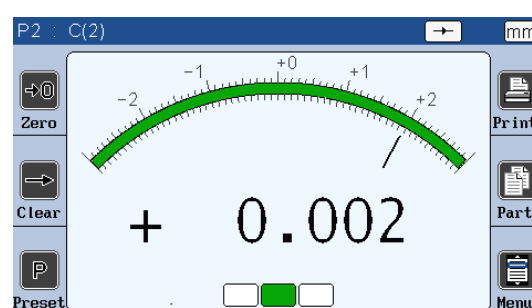 P2 : C(2)
mm
-2 -1 +0 +1 +2
Zero
Print
Clear
Part
+ 0.002
P
Preset
Menu